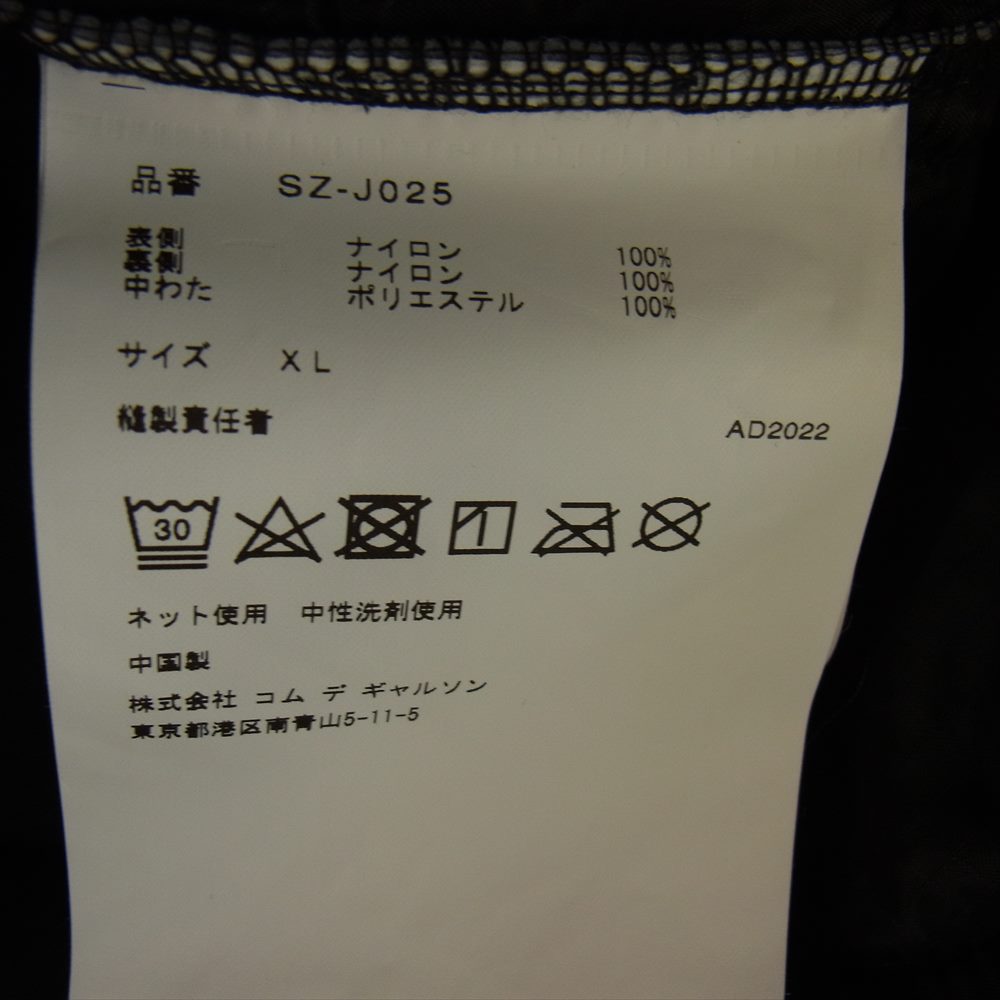 品番 SZ-J025
表側 ナイロン 100%
裏側 ナイロン 100%
中わた ポリエステル 100%
サイズ XL
縫製責任者 AD2022
30
ネット使用 中性洗剤使用
中国製
株式会社 コム デ ギャルソン
東京都港区南青山5-11-5